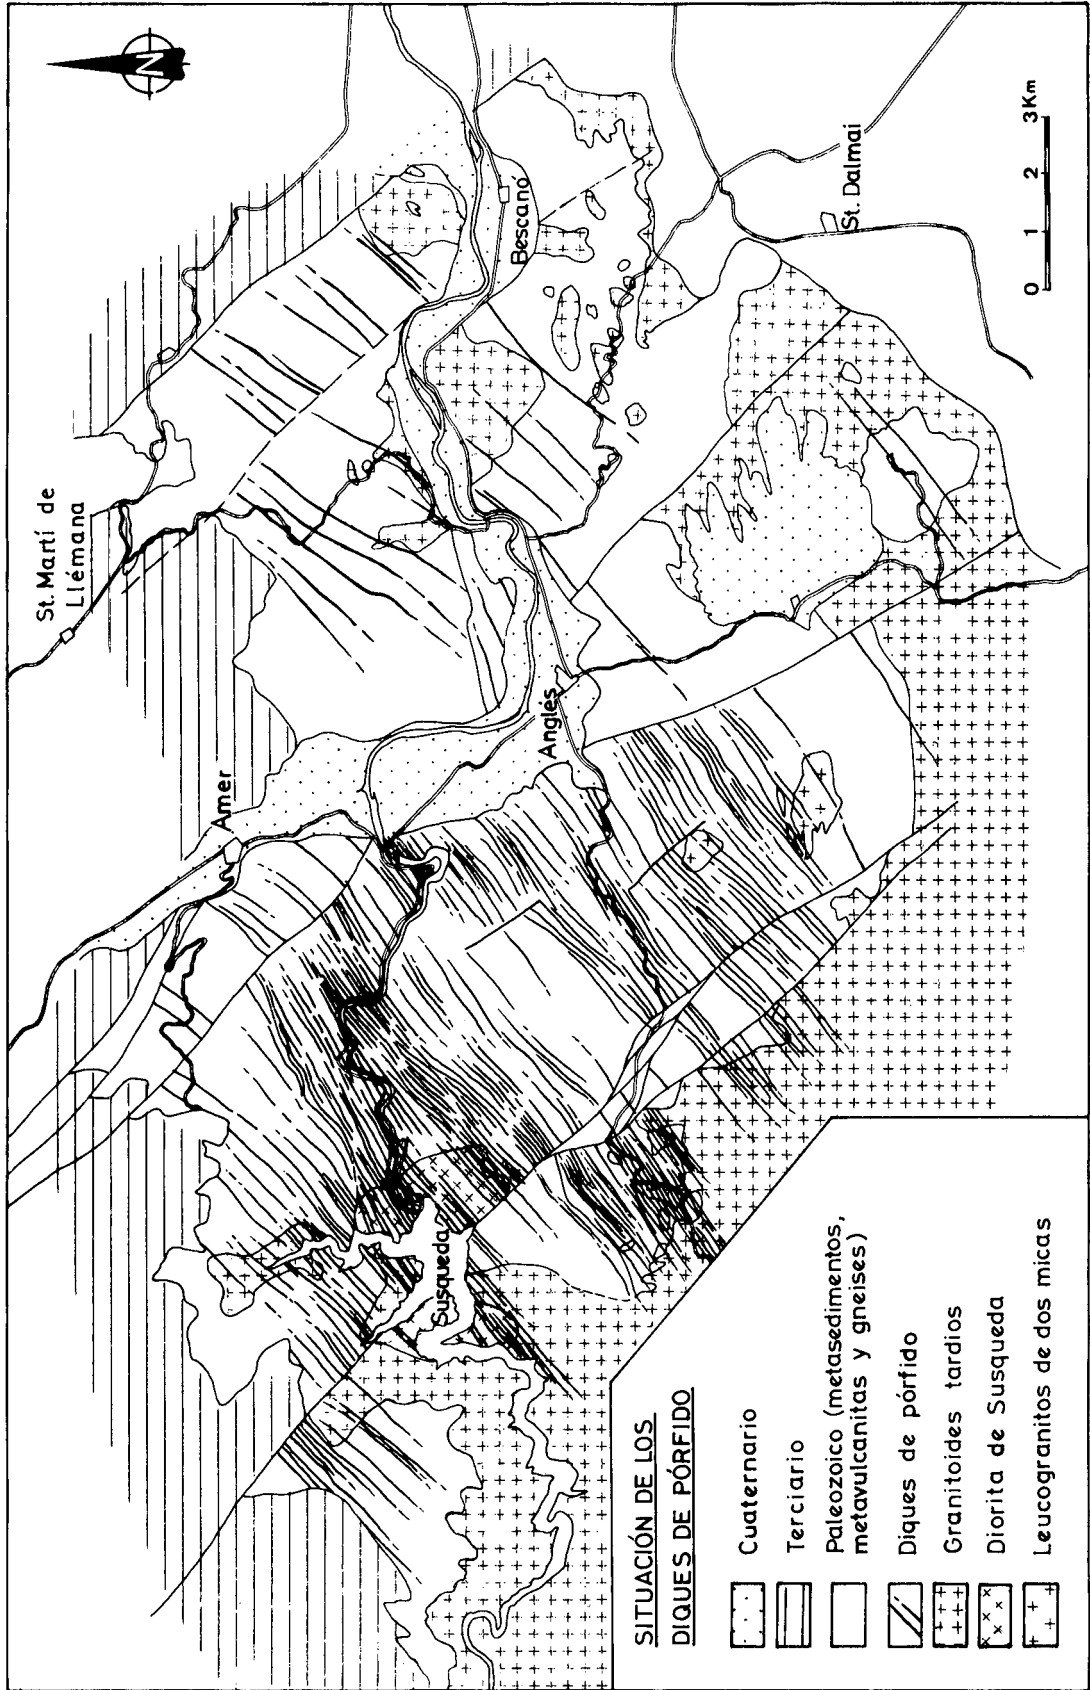 N
St. Martí de
Llémana
Amer
Bescano
Anglés
St. Dalmai
Susqueda
0 1 2 3Km
SITUACIÓN DE LOS
DIQUES DE PÓRFIDO
Cuaternario
Terciario
Paleozoico (metasedimentos,
metavulcanitas y gneises)
Diques de pórfido
Granitoides tardios
Diorita de Susqueda
Leucogranitos de dos micas